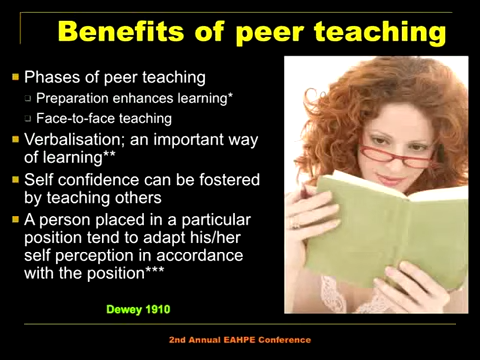 Benefits of peer teaching
Phases of peer teaching
Preparation enhances learning*
Face-to-face teaching
Verbalisation; an important way
of learning**
Self confidence can be fostered
by teaching others
A person placed in a particular
position tend to adapt his/her
self perception in accordance
with the position***
Dewey 1910
2nd Annual EAHPE Conference